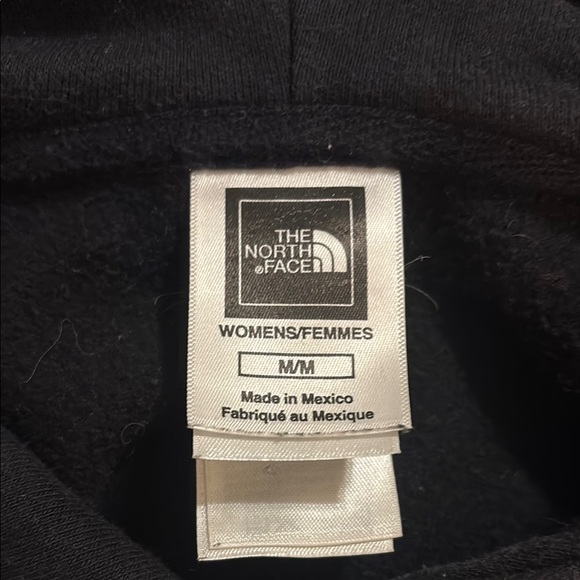 THE
NORTH
®FACE
WOMENS/FEMMES
M/M
Made in Mexico
Fabriqué au Mexique